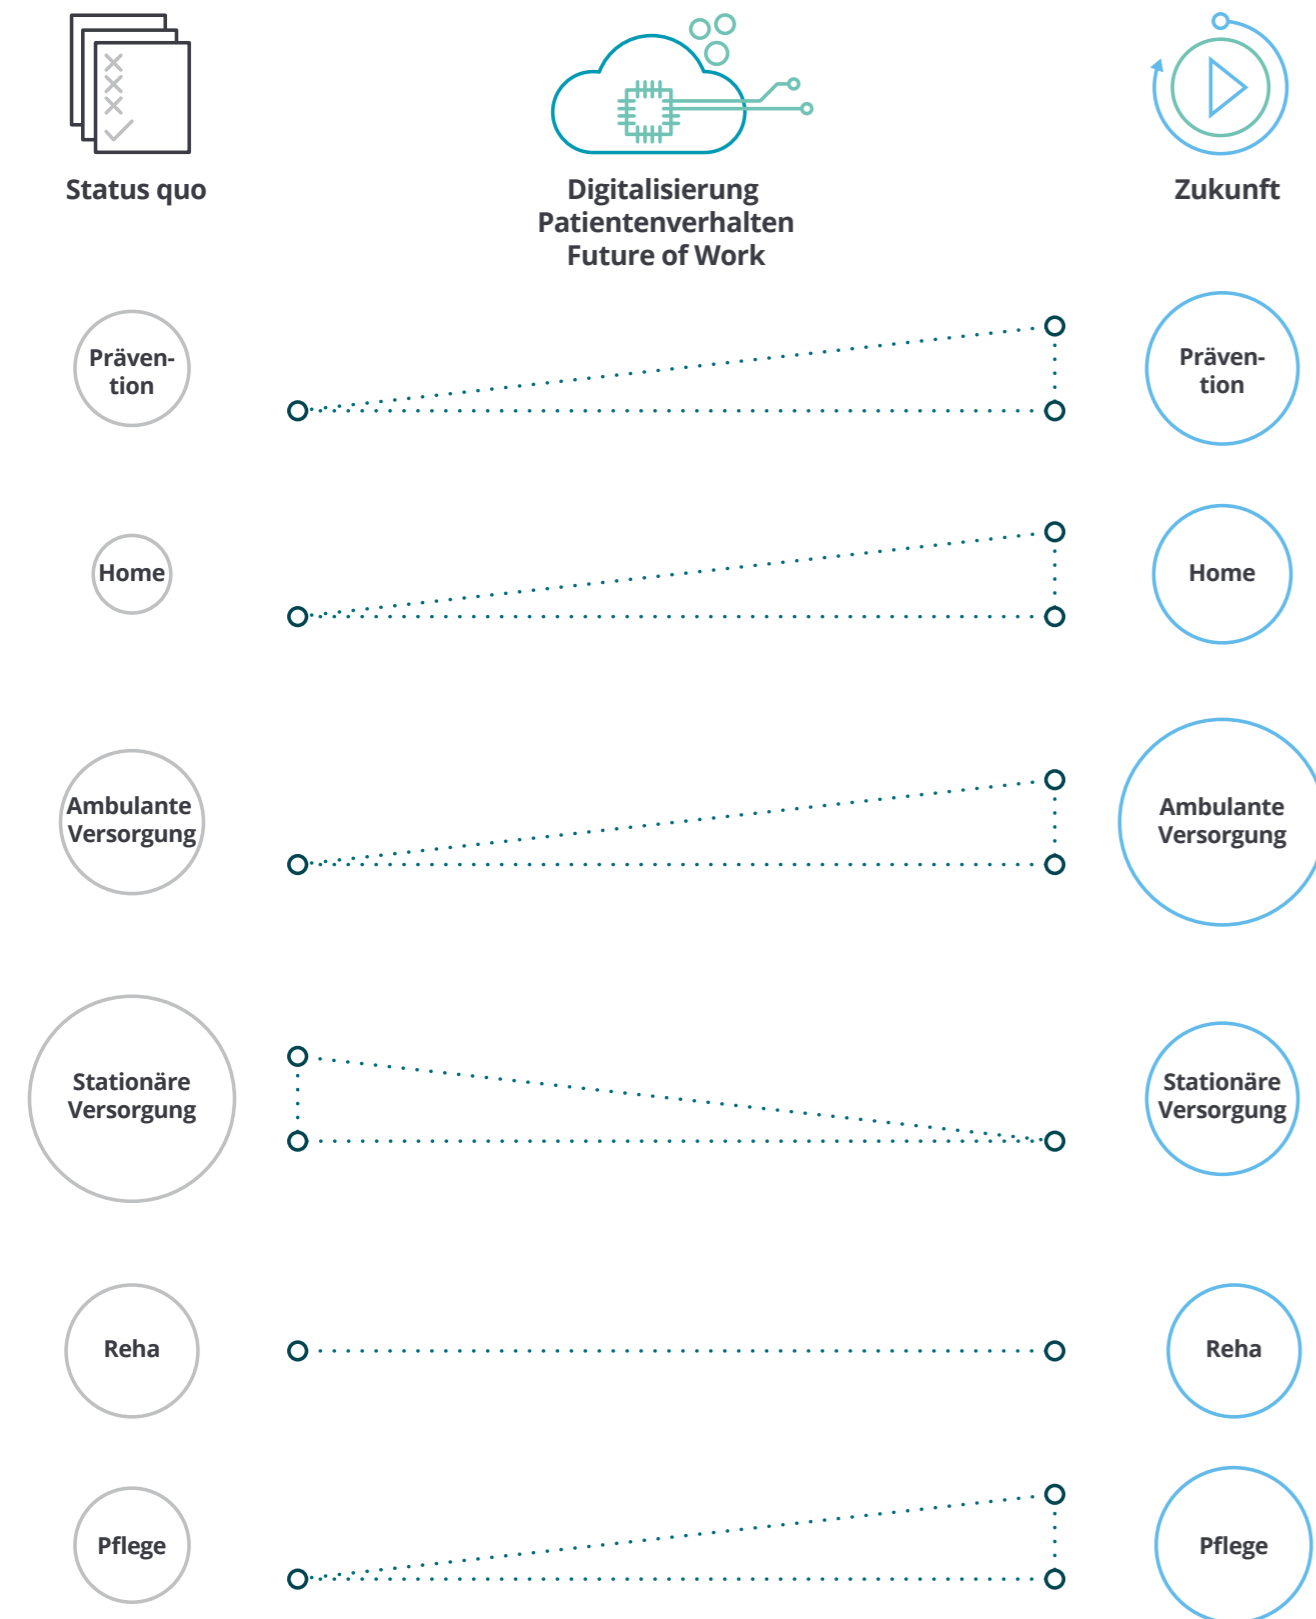 Status quo
Digitalisierung
Patientenverhalten
Future of Work
Zukunft
Präven-
tion
Präven-
tion
Home
Home
Ambulante
Versorgung
Ambulante
Versorgung
Stationäre
Versorgung
Stationäre
Versorgung
Reha
Reha
Pflege
Pflege